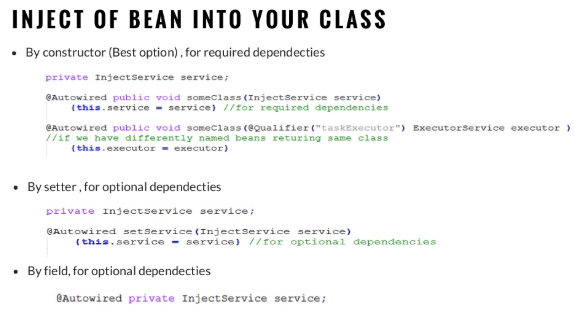 INJECT OF BEAN INTO YOUR CLASS
• By constructor (Best option) , for required dependecties
private InjectService service;
@Autowired public void someClass(InjectService service)
{this.service = service} //for required dependencies
@Autowired public void someClass(@Qualifier("taskExecutor") ExecutorService executor )
//if we have differently named beans returing same class
{this.executor = executor}
• By setter , for optional dependecties
private InjectService service;
@Autowired setService(InjectService service)
{this.service = service} //for optional dependencies
• By field, for optional dependecties
@Autowired private InjectService service;